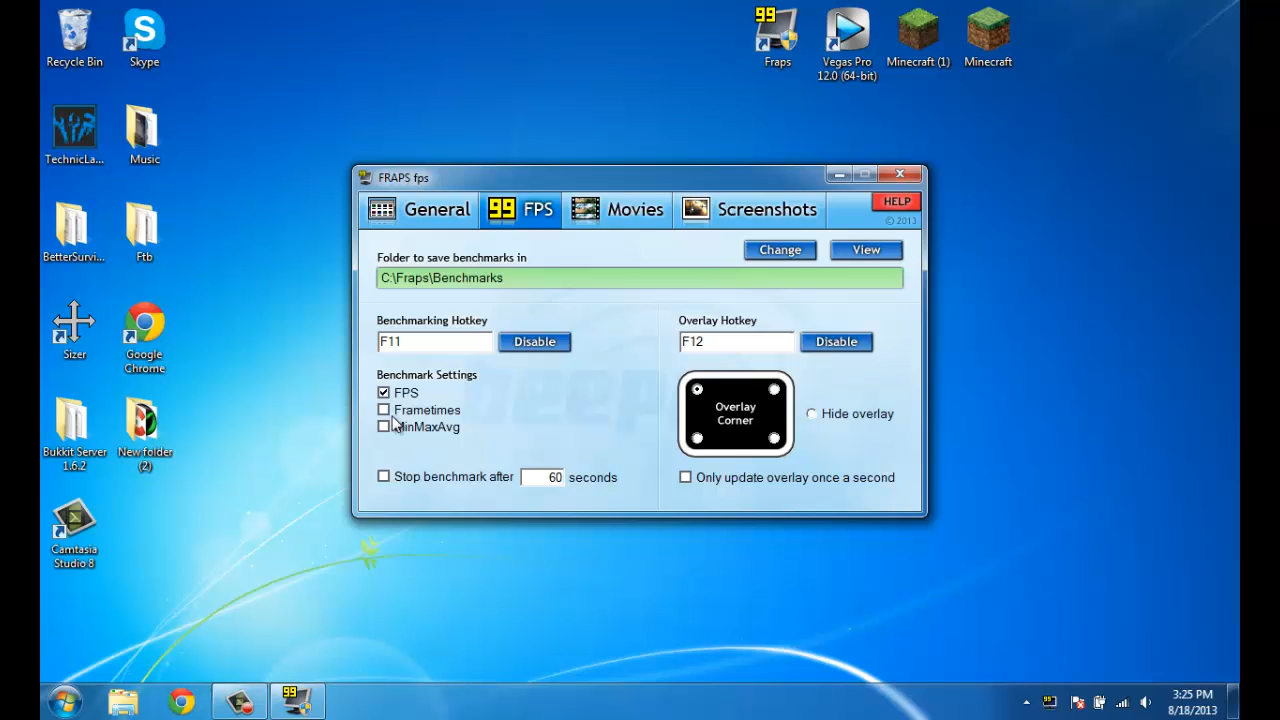 Recycle Bin
Skype
99
Fraps
Vegas Pro
12.0 (64-bit)
Minecraft (1)
Minecraft
TechnicLa...
Music
BetterSurvi...
Ftb
Sizer
Google
Chrome
Bukkit Server
1.6.2
New folder
(2)
Camtasia
Studio 8
FRAPS fps
General
99 FPS
Movies
Screenshots
HELP
© 2013
Folder to save benchmarks in
Change
View
C:\Fraps\Benchmarks
Benchmarking Hotkey
F11
Disable
Overlay Hotkey
F12
Disable
Benchmark Settings
FPS
Frametimes
MinMaxAvg
Stop benchmark after 60 seconds
Overlay
Corner
Hide overlay
Only update overlay once a second
99
3:25 PM
8/18/2013